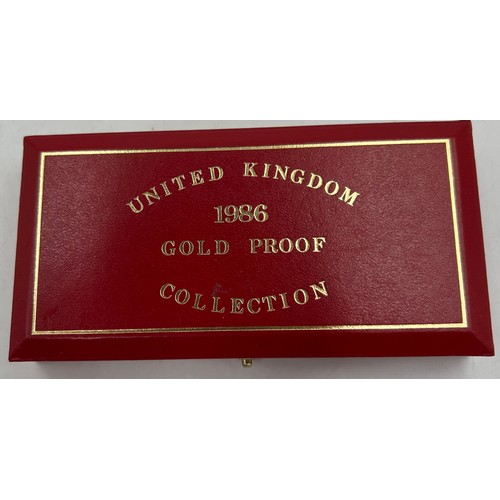 UNITED KINGDOM
1986
GOLD PROOF
COLLECTION